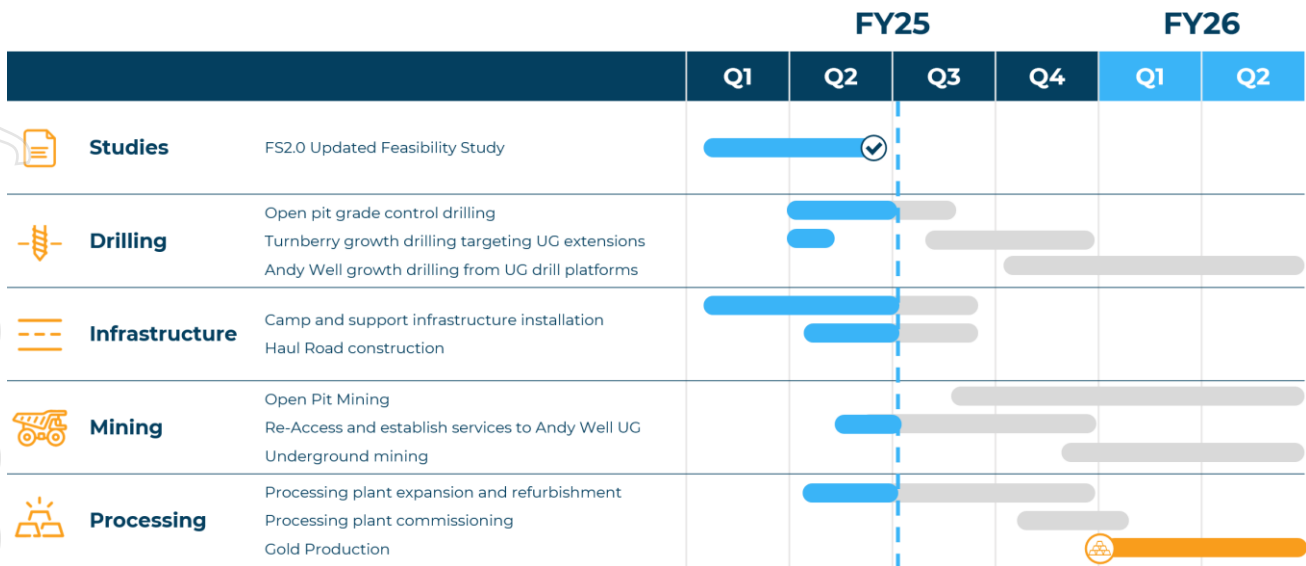 FY25 FY26
Q1 Q2 Q3 Q4 Q1 Q2
Studies FS2.0 Updated Feasibility Study
Open pit grade control drilling
Drilling Turnberry growth drilling targeting UG extensions
Andy Well growth drilling from UG drill platforms
Camp and support infrastructure installation
Infrastructure
Haul Road construction
Open Pit Mining
Mining Re-Access and establish services to Andy Well UG
Underground mining
Processing plant expansion and refurbishment
Processing Processing plant commissioning
Gold Production